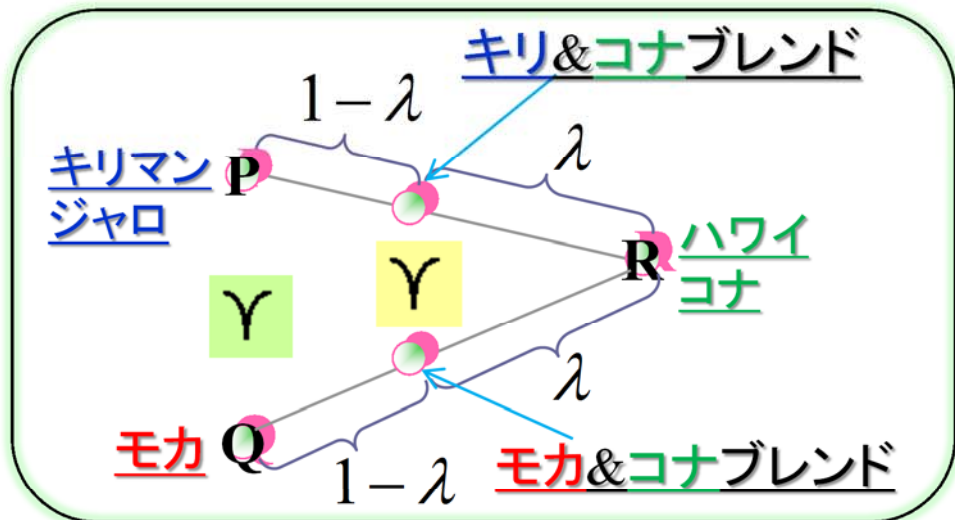 キリ&コナブレンド
1 − λ
λ
キリマン
ジャロ
P
R
ハワイ
コナ
Y
Y
λ
モカ
Q
1 − λ
モカ&コナブレンド